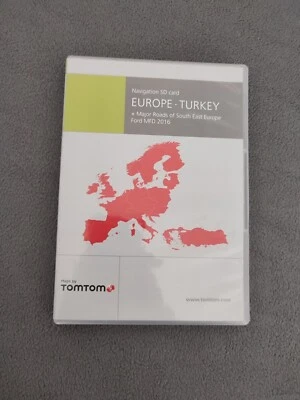 Navigation SD card
EUROPE · TURKEY
+ Major Roads of South East Europe
Ford MFD 2016
maps by
TOMTOM
www.tomtom.com